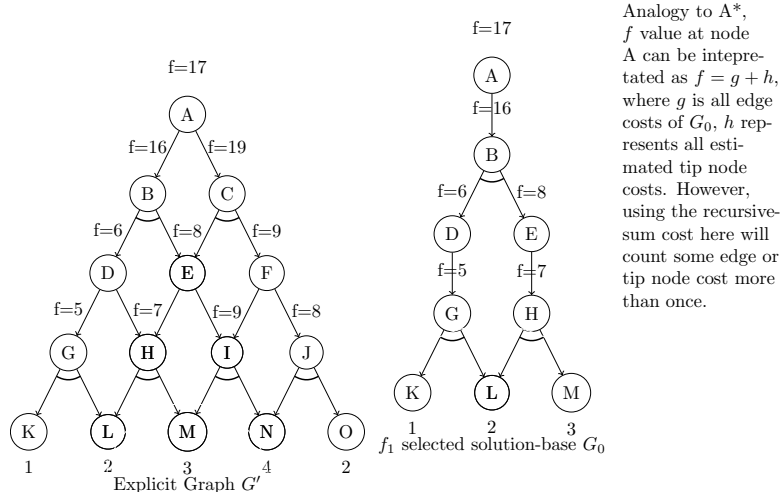 f=17
A
f=16
f=19
B
C
f=6
f=8
f=9
D
E
F
f=5
f=7
f=9
f=8
G
H
I
J
K
L
M
N
O
1
2
3
4
2
Explicit Graph G′
f=17
A
f=16
B
f=6
f=8
D
E
f=5
f=7
G
H
K
L
M
1
2
3
f₁ selected solution-base G₀
Analogy to A*,
f value at node
A can be intepre-
tated as f = g + h,
where g is all edge
costs of G₀, h rep-
resents all esti-
mated tip node
costs. However,
using the recursive-
sum cost here will
count some edge or
tip node cost more
than once.